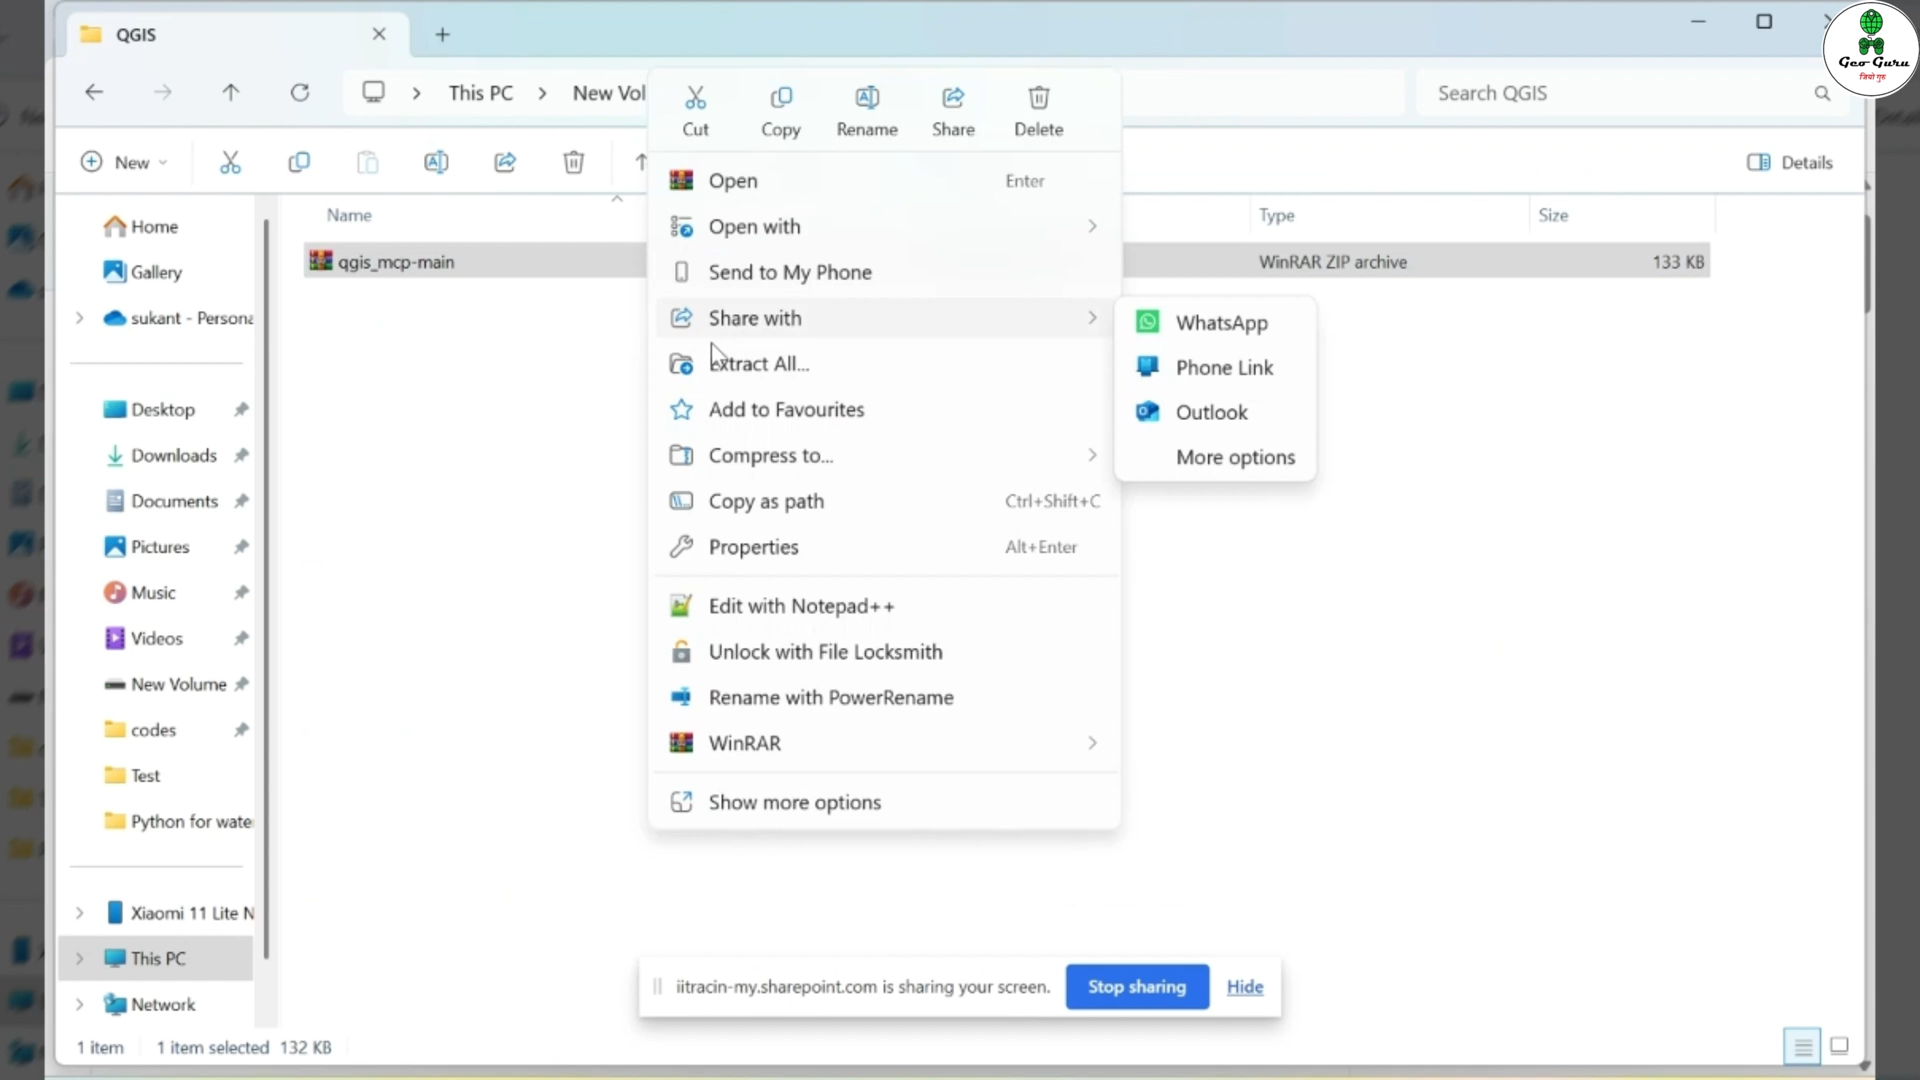 QGIS
This PC
New Vol
Search QGIS
New
Details
Cut
Copy
Rename
Share
Delete
Open
Enter
Open with
Send to My Phone
Share with
Extract All...
Add to Favourites
Compress to...
Copy as path
Ctrl+Shift+C
Properties
Alt+Enter
Edit with Notepad++
Unlock with File Locksmith
Rename with PowerRename
WinRAR
Show more options
WhatsApp
Phone Link
Outlook
More options
Name
Type
Size
qgis_mcp-main
WinRAR ZIP archive
133 KB
Home
Gallery
sukant - Persona
Desktop
Downloads
Documents
Pictures
Music
Videos
New Volume
codes
Test
Python for wate
Xiaomi 11 Lite N
This PC
Network
iitracin-my.sharepoint.com is sharing your screen.
Stop sharing
Hide
1 item
1 item selected 132 KB
Geo Guru
जियो गुरु